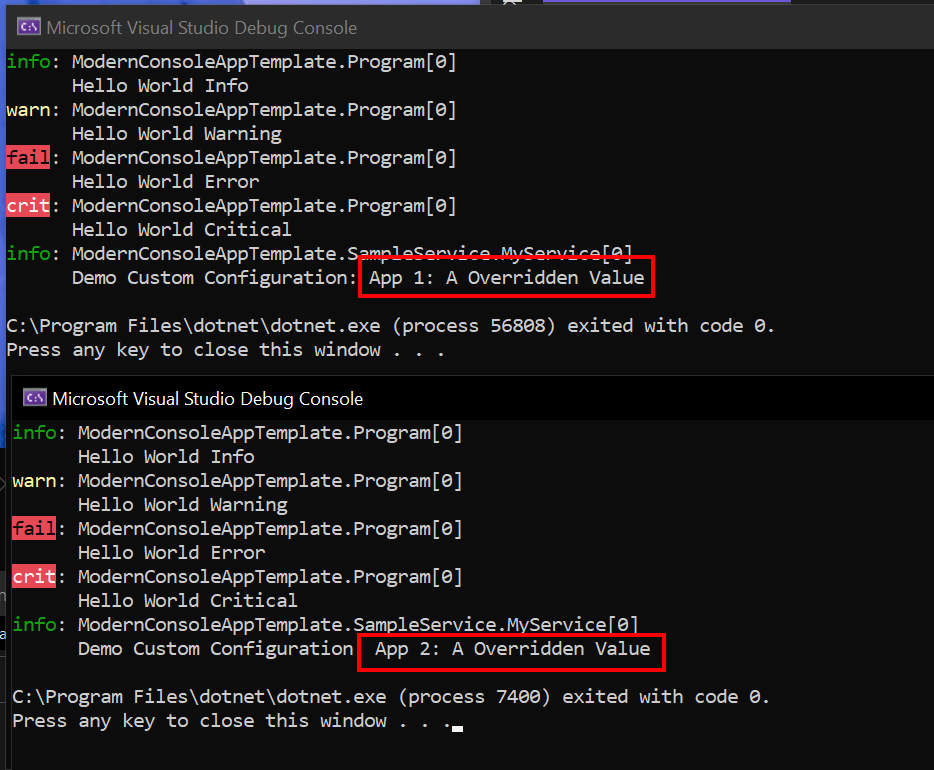 Microsoft Visual Studio Debug Console
info: ModernConsoleAppTemplate.Program[0]
Hello World Info
warn: ModernConsoleAppTemplate.Program[0]
Hello World Warning
fail: ModernConsoleAppTemplate.Program[0]
Hello World Error
crit: ModernConsoleAppTemplate.Program[0]
Hello World Critical
info: ModernConsoleAppTemplate.SampleService.MyService[0]
Demo Custom Configuration: App 1: A Overridden Value
C:\Program Files\dotnet\dotnet.exe (process 56808) exited with code 0.
Press any key to close this window . . .
Microsoft Visual Studio Debug Console
info: ModernConsoleAppTemplate.Program[0]
Hello World Info
warn: ModernConsoleAppTemplate.Program[0]
Hello World Warning
fail: ModernConsoleAppTemplate.Program[0]
Hello World Error
crit: ModernConsoleAppTemplate.Program[0]
Hello World Critical
info: ModernConsoleAppTemplate.SampleService.MyService[0]
Demo Custom Configuration App 2: A Overridden Value
C:\Program Files\dotnet\dotnet.exe (process 7400) exited with code 0.
Press any key to close this window . . .